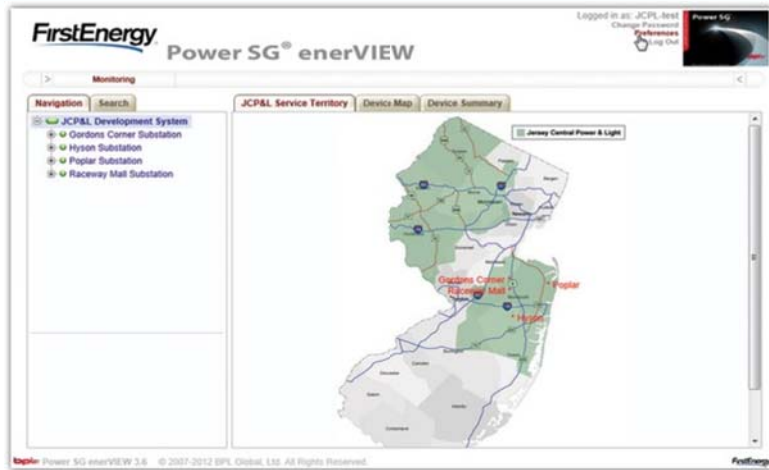 FirstEnergy
Power SG® enerVIEW
Logged in as: JCPL-test
Change Password
Preferences
Log Out
Power SG
Monitoring
Navigation
Search
JCP&L Development System
Gordons Corner Substation
Hyson Substation
Poplar Substation
Raceway Mall Substation
JCP&L Service Territory
Device Map
Device Summary
Jersey Central Power & Light
Gordons Corner
Raceway Mall
Poplar
Hyson
Power SG enerVIEW 3.6 © 2007-2012 BPL Global, Ltd. All Rights Reserved.
FirstEnergy